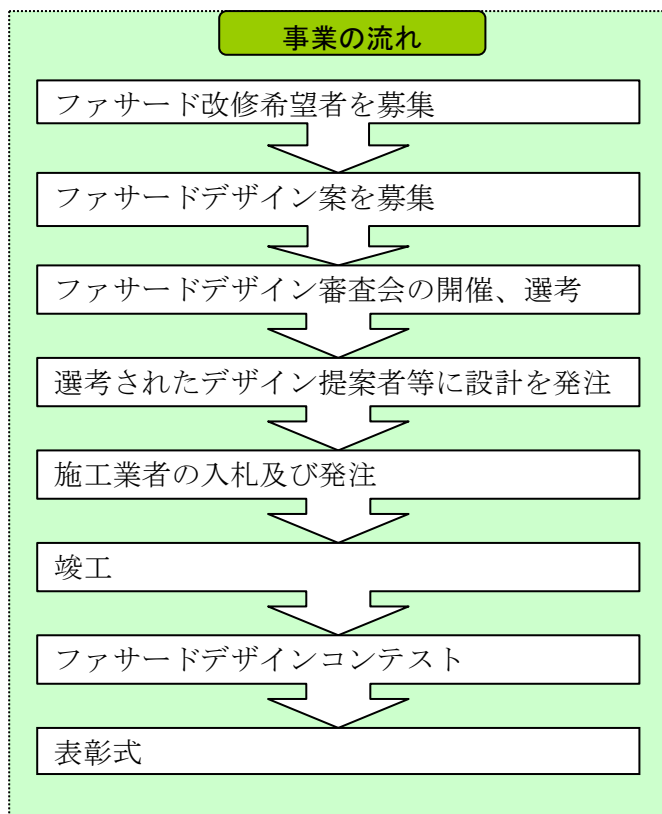 事業の流れ
ファサード改修希望者を募集
ファサードデザイン案を募集
ファサードデザイン審査会の開催、選考
選考されたデザイン提案者等に設計を発注
施工業者の入札及び発注
竣工
ファサードデザインコンテスト
表彰式